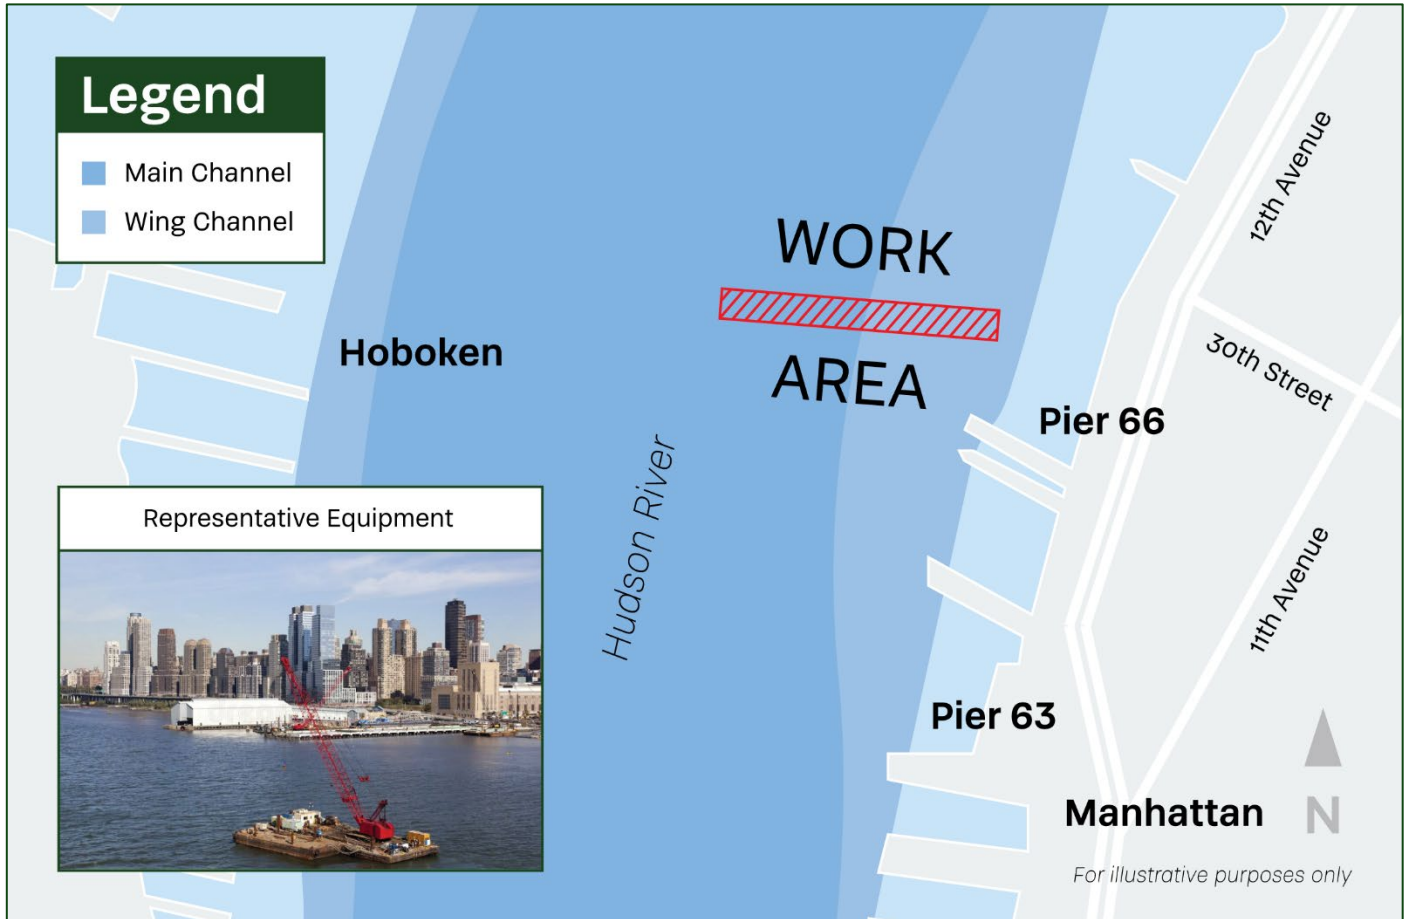 Legend
Main Channel
Wing Channel
WORK
AREA
Hoboken
Hudson River
12th Avenue
30th Street
Pier 66
11th Avenue
Pier 63
Manhattan
N
For illustrative purposes only
Representative Equipment